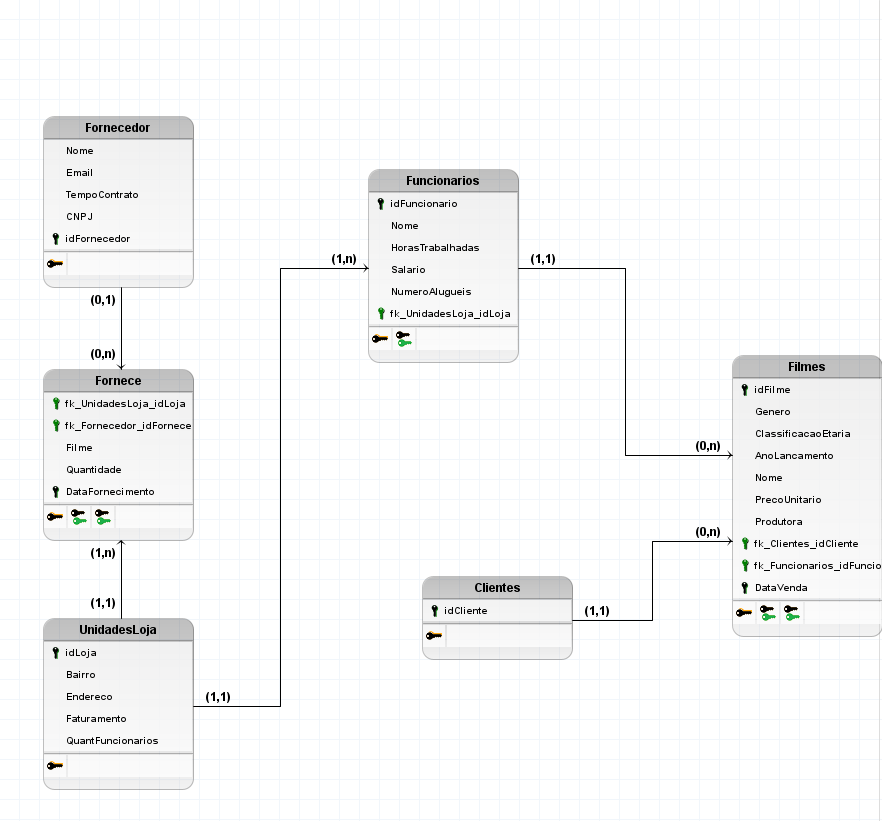 Fornecedor
Nome
Email
TempoContrato
CNPJ
idFornecedor
(0,1)
(0,n)
Fornece
fk_UnidadesLoja_idLoja
fk_Fornecedor_idFornece
Filme
Quantidade
DataFornecimento
(1,n)
(1,1)
UnidadesLoja
idLoja
Bairro
Endereco
Faturamento
QuantFuncionarios
(1,1)
(1,n)
Funcionarios
idFuncionario
Nome
HorasTrabalhadas
Salario
NumeroAlugueis
fk_UnidadesLoja_idLoja
(1,1)
(0,n)
Clientes
idCliente
(1,1)
(0,n)
Filmes
idFilme
Genero
ClassificacaoEtaria
AnoLancamento
Nome
PrecoUnitario
Produtora
fk_Clientes_idCliente
fk_Funcionarios_idFuncio
DataVenda